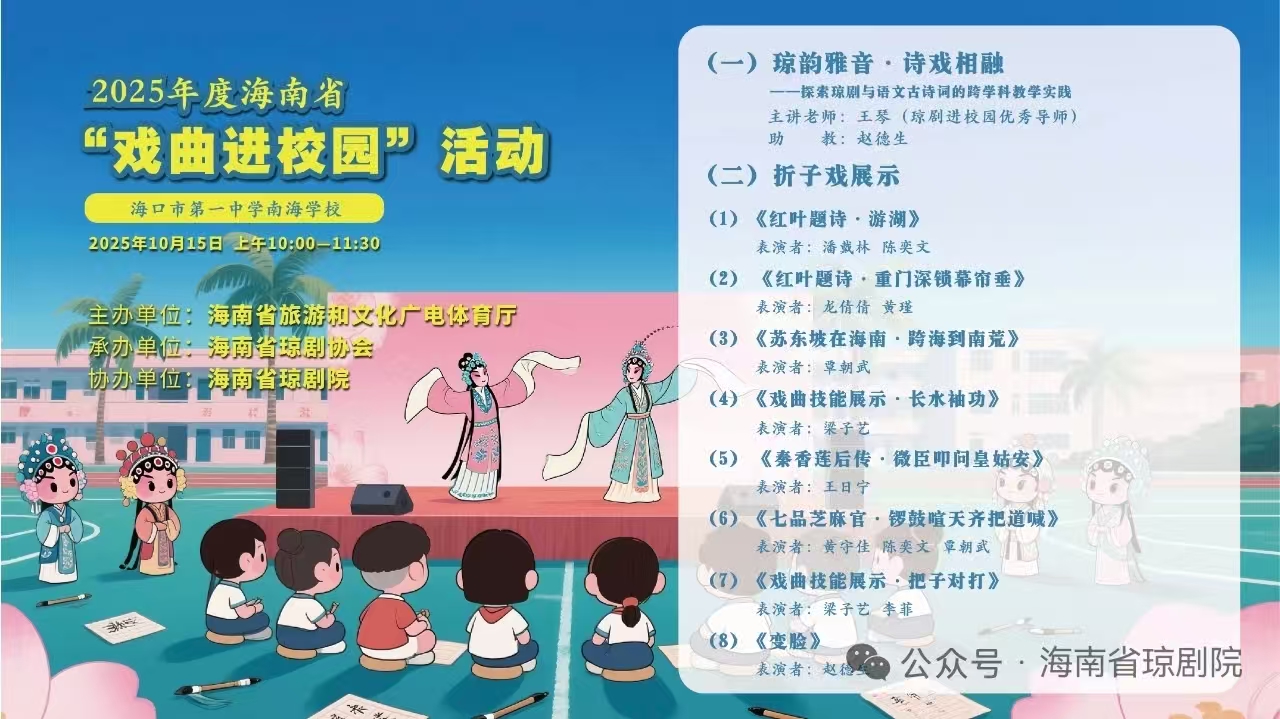 2025年度海南省
“戏曲进校园”活动
海口市第一中学南海学校
2025年10月15日 上午10:00—11:30
主办单位：海南省旅游和文化广电体育厅
承办单位：海南省琼剧协会
协办单位：海南省琼剧院
（一）琼韵雅音·诗戏相融
——探索琼剧与语文古诗词的跨学科教学实践
主讲老师：王琴（琼剧进校园优秀导师）
助 教：赵德生
（二）折子戏展示
（1）《红叶题诗·游湖》
表演者：潘戴林 陈奕文
（2）《红叶题诗·重门深锁幕帘垂》
表演者：龙倩倩 黄瑾
（3）《苏东坡在海南·跨海到南荒》
表演者：覃朝武
（4）《戏曲技能展示·长水袖功》
表演者：梁子艺
（5）《秦香莲后传·微臣叩问皇姑安》
表演者：王日宁
（6）《七品芝麻官·锣鼓喧天齐把道喊》
表演者：黄守佳 陈奕文 覃朝武
（7）《戏曲技能展示·把子对打》
表演者：梁子艺 李菲
（8）《变脸》
表演者：赵德生
公众号·海南省琼剧院